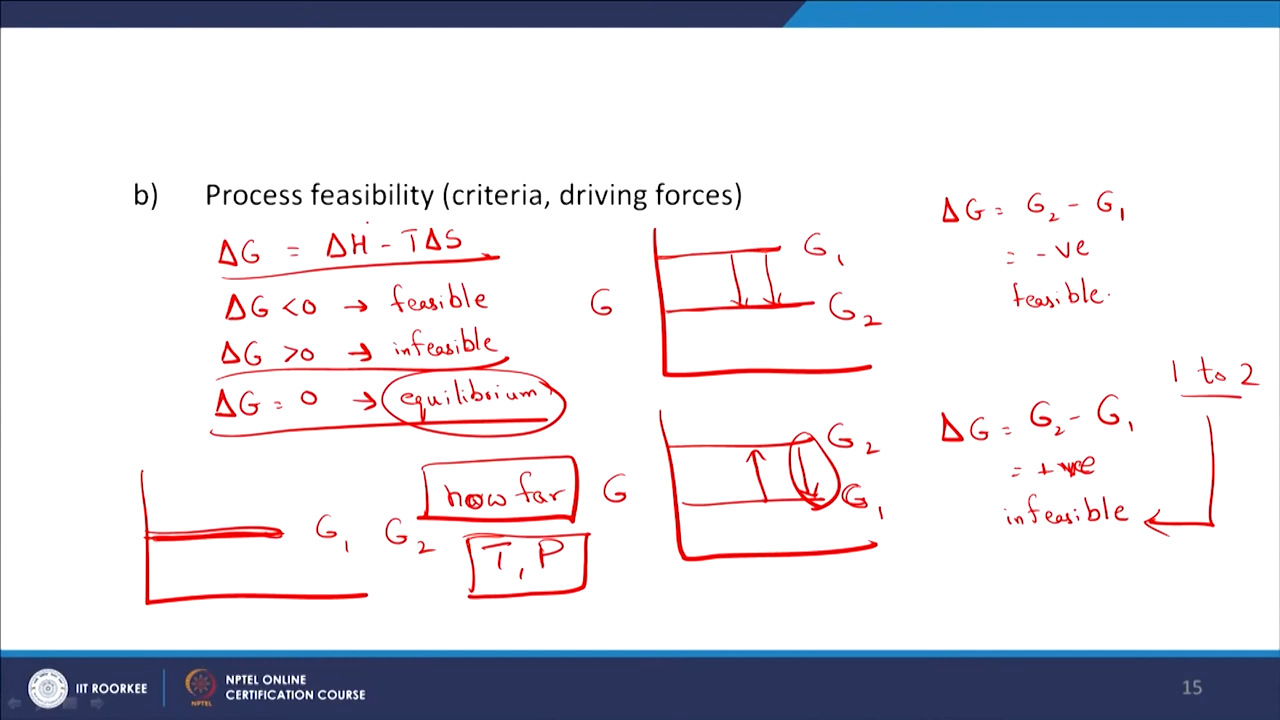 b) Process feasibility (criteria, driving forces)
ΔG = ΔH - TΔS
ΔG <0 → feasible
ΔG >0 → infeasible
ΔG = 0 → equilibrium
how far
T, P
G₁ G₂
G
G₁
G₂
ΔG = G₂ - G₁
= -ve
feasible.
G
G₂
G₁
1 to 2
ΔG = G₂ - G₁
= +ve
infeasible
IIT ROORKEE
NPTEL ONLINE
CERTIFICATION COURSE
15